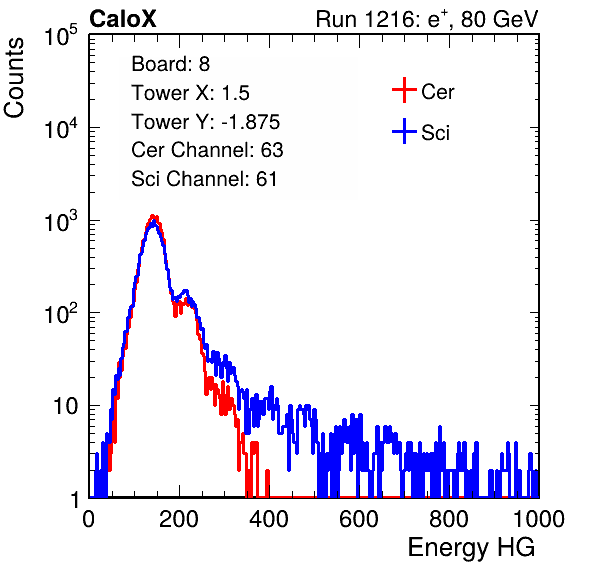 CaloX Run 1216: e⁺, 80 GeV
Counts
Board: 8
Tower X: 1.5
Tower Y: -1.875
Cer Channel: 63
Sci Channel: 61
Cer
Sci
10⁵
10⁴
10³
10²
10
1
0 200 400 600 800 1000
Energy HG